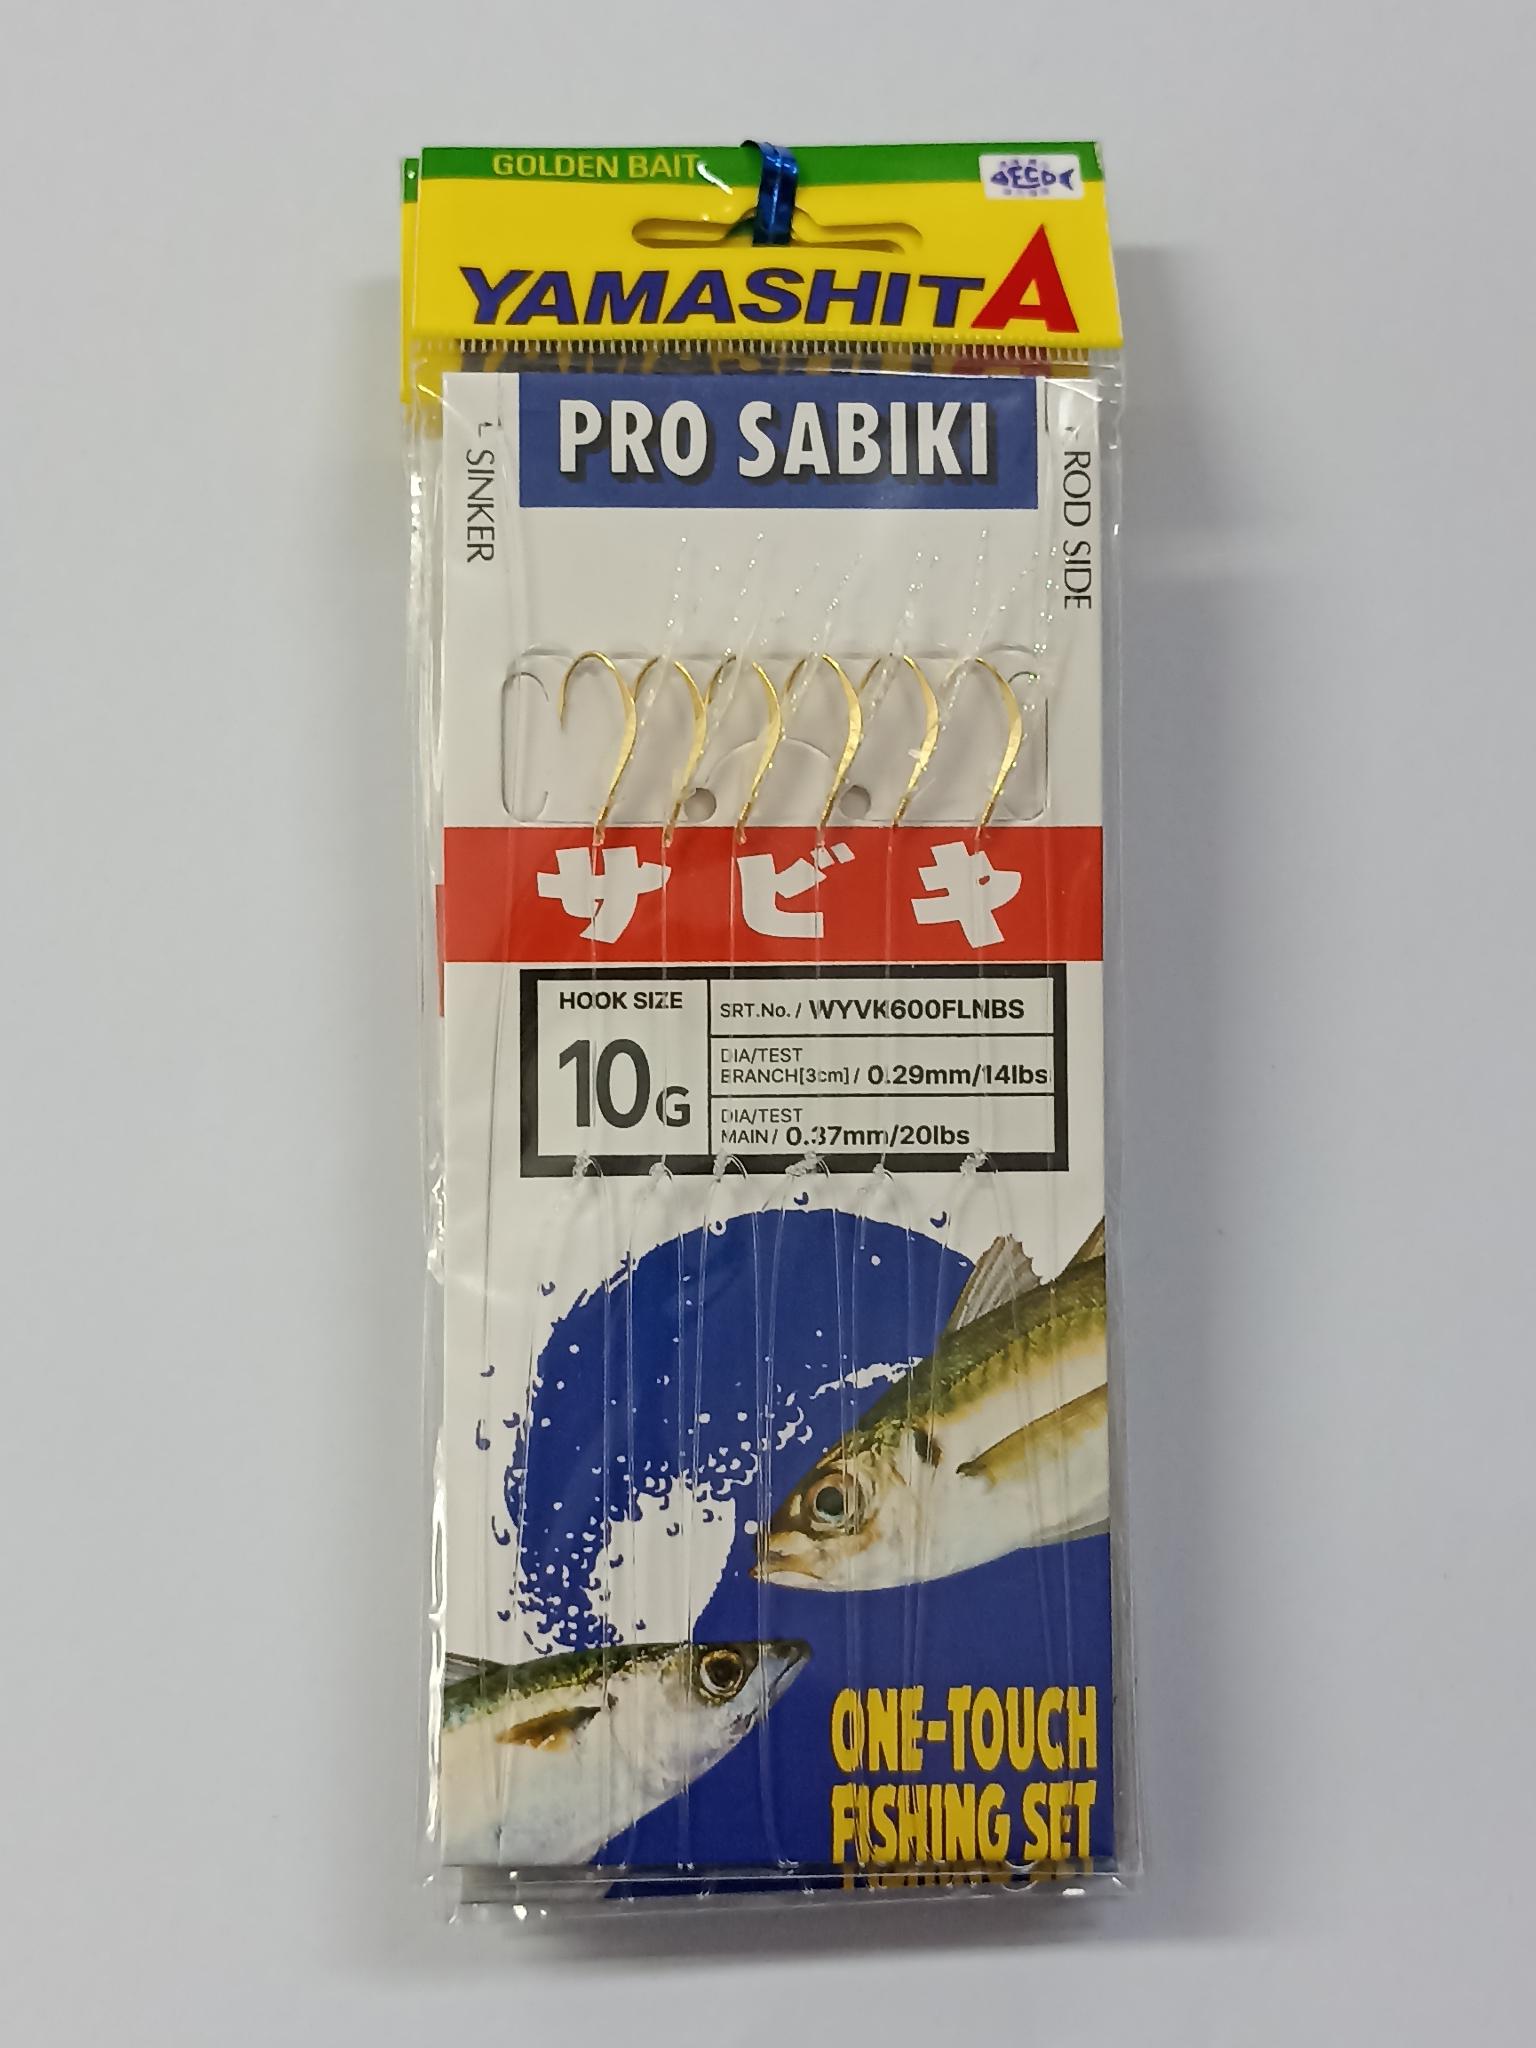 GOLDEN BAIT
ECO
YAMASHITA
PRO SABIKI
SINKER
ROD SIDE
サビキ
HOOK SIZE
10G
SRT.No. / WYVK600FLNBS
DIA/TEST
BRANCH[3cm] / 0.29mm/14lbs
DIA/TEST
MAIN / 0.37mm/20lbs
ONE-TOUCH
FISHING SET